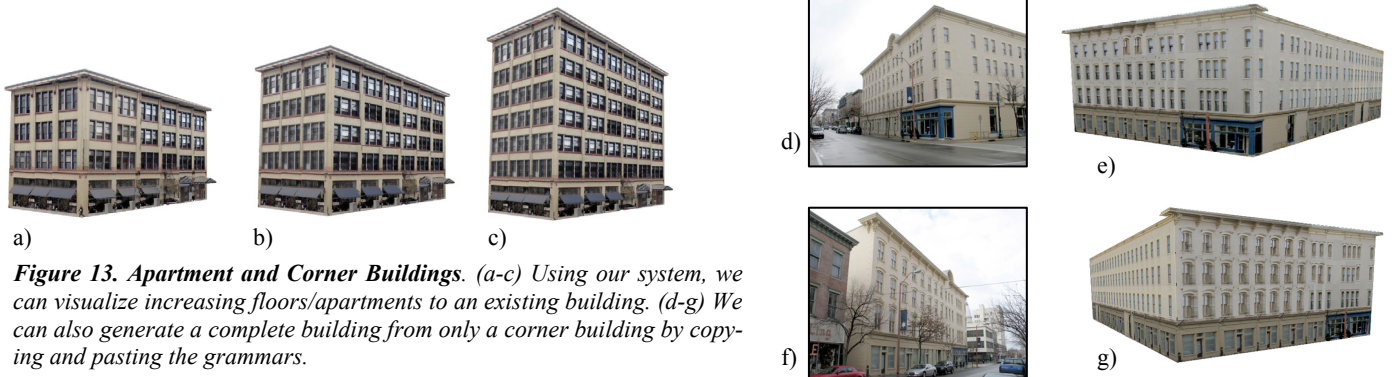 a)
b)
c)
Figure 13. Apartment and Corner Buildings. (a-c) Using our system, we
can visualize increasing floors/apartments to an existing building. (d-g) We
can also generate a complete building from only a corner building by copy-
ing and pasting the grammars.
d)
e)
f)
g)